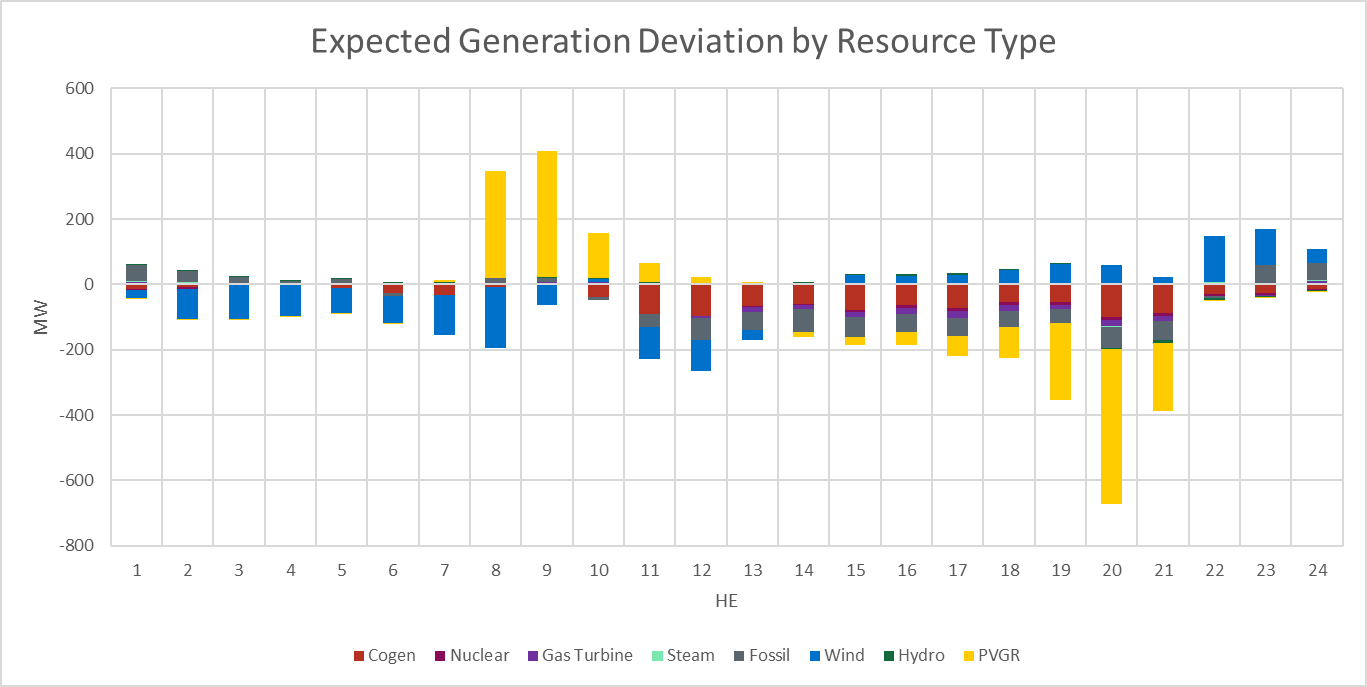 Expected Generation Deviation by Resource Type
600
400
200
0
-200
-400
-600
-800
MW
1 2 3 4 5 6 7 8 9 10 11 12 13 14 15 16 17 18 19 20 21 22 23 24
HE
Cogen Nuclear Gas Turbine Steam Fossil Wind Hydro PVGR